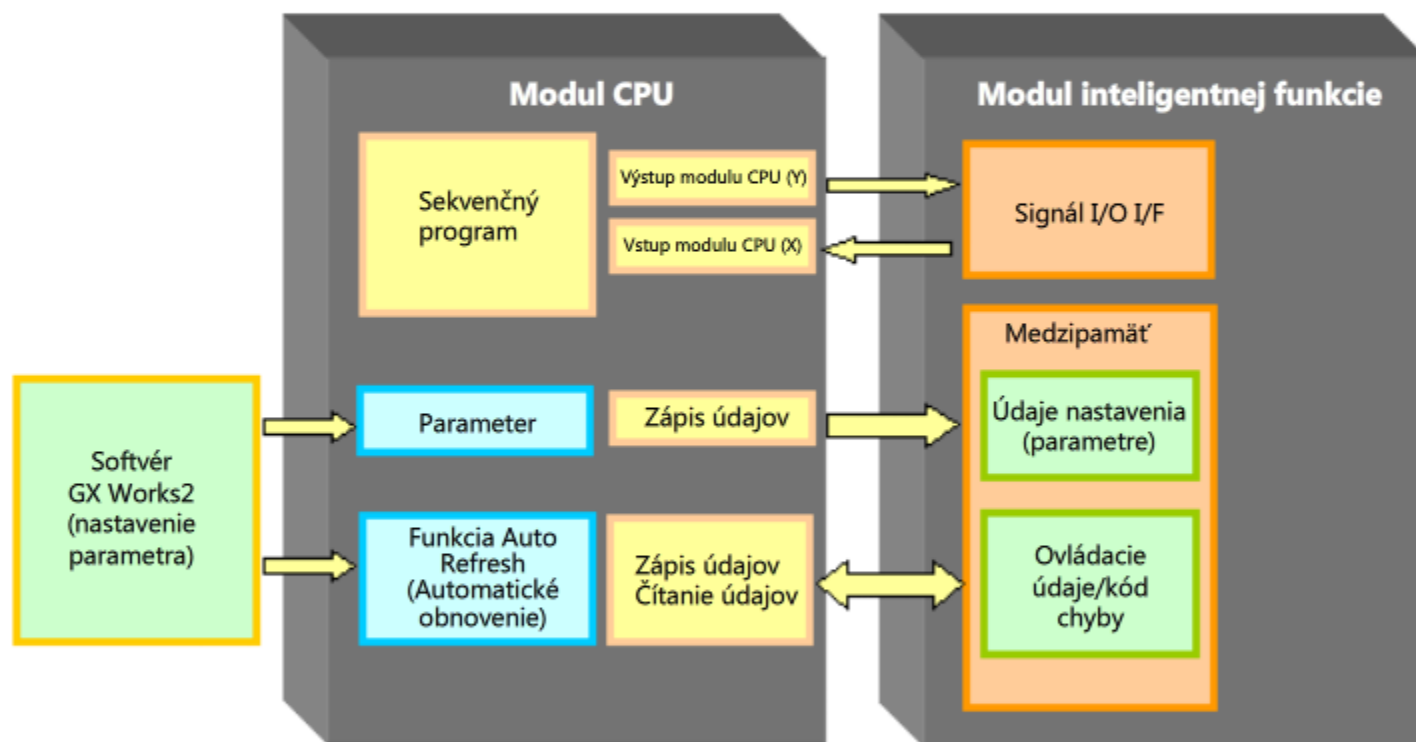 Modul CPU
Modul inteligentnej funkcie
Sekvenčný
program
Výstup modulu CPU (Y)
Vstup modulu CPU (X)
Signál I/O I/F
Medzipamäť
Softvér
GX Works2
(nastavenie
parametra)
Parameter
Zápis údajov
Údaje nastavenia
(parametre)
Funkcia Auto
Refresh
(Automatické
obnovenie)
Zápis údajov
Čítanie údajov
Ovládacie
údaje/kód
chyby